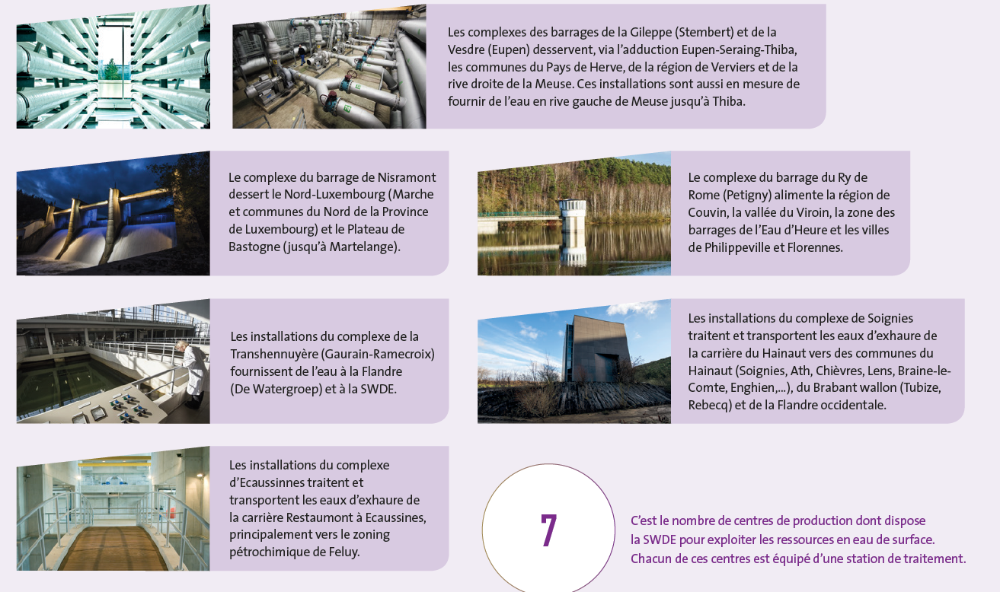 Les complexes des barrages de la Gileppe (Stembert) et de la
Vesdre (Eupen) desservent, via l'adduction Eupen-Seraing-Thiba,
les communes du Pays de Herve, de la région de Verviers et de la
rive droite de la Meuse. Ces installations sont aussi en mesure de
fournir de l'eau en rive gauche de Meuse jusqu'à Thiba.
Le complexe du barrage de Nisramont
dessert le Nord-Luxembourg (Marche
et communes du Nord de la Province
de Luxembourg) et le Plateau de
Bastogne (jusqu'à Martelange).
Le complexe du barrage du Ry de
Rome (Petigny) alimente la région de
Couvin, la vallée du Viroin, la zone des
barrages de l'Eau d'Heure et les villes
de Philippeville et Florennes.
Les installations du complexe de la
Transhennuyère (Gaurain-Ramecroix)
fournissent de l'eau à la Flandre
(De Watergroep) et à la SWDE.
Les installations du complexe de Soignies
traitent et transportent les eaux d'exhaure de
la carrière du Hainaut vers des communes du
Hainaut (Soignies, Ath, Chièvres, Lens, Braine-le-
Comte, Enghien,...), du Brabant wallon (Tubize,
Rebecq) et de la Flandre occidentale.
Les installations du complexe
d'Ecaussinnes traitent et
transportent les eaux d'exhaure de
la carrière Restaumont à Ecaussines,
principalement vers le zoning
pétrochimique de Feluy.
7
C'est le nombre de centres de production dont dispose
la SWDE pour exploiter les ressources en eau de surface.
Chacun de ces centres est équipé d'une station de traitement.